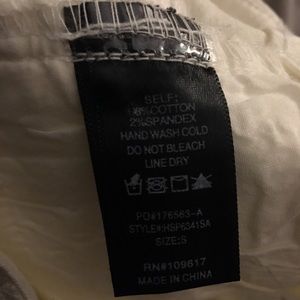 SELF:
98%COTTON
2%SPANDEX
HAND WASH COLD
DO NOT BLEACH
LINE DRY
PO#176563-A
STYLE#:RSP6341SA
SIZE:S
RN#109617
MADE IN CHINA